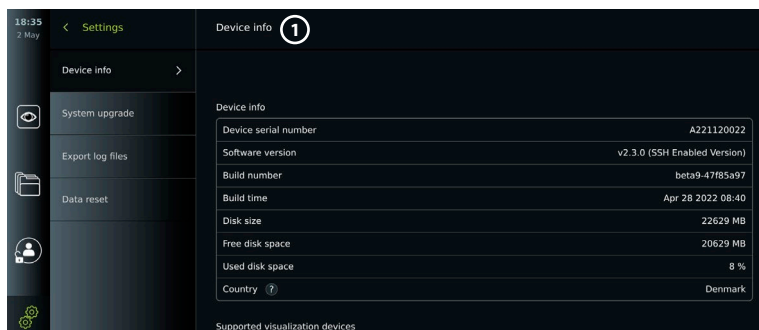 18:35
2 May
Settings
Device info
1
Device info
System upgrade
Export log files
Data reset
Device info
Device serial number A221120022
Software version v2.3.0 (SSH Enabled Version)
Build number beta9-47f85a97
Build time Apr 28 2022 08:40
Disk size 22629 MB
Free disk space 20629 MB
Used disk space 8 %
Country ? Denmark
Supported visualization devices